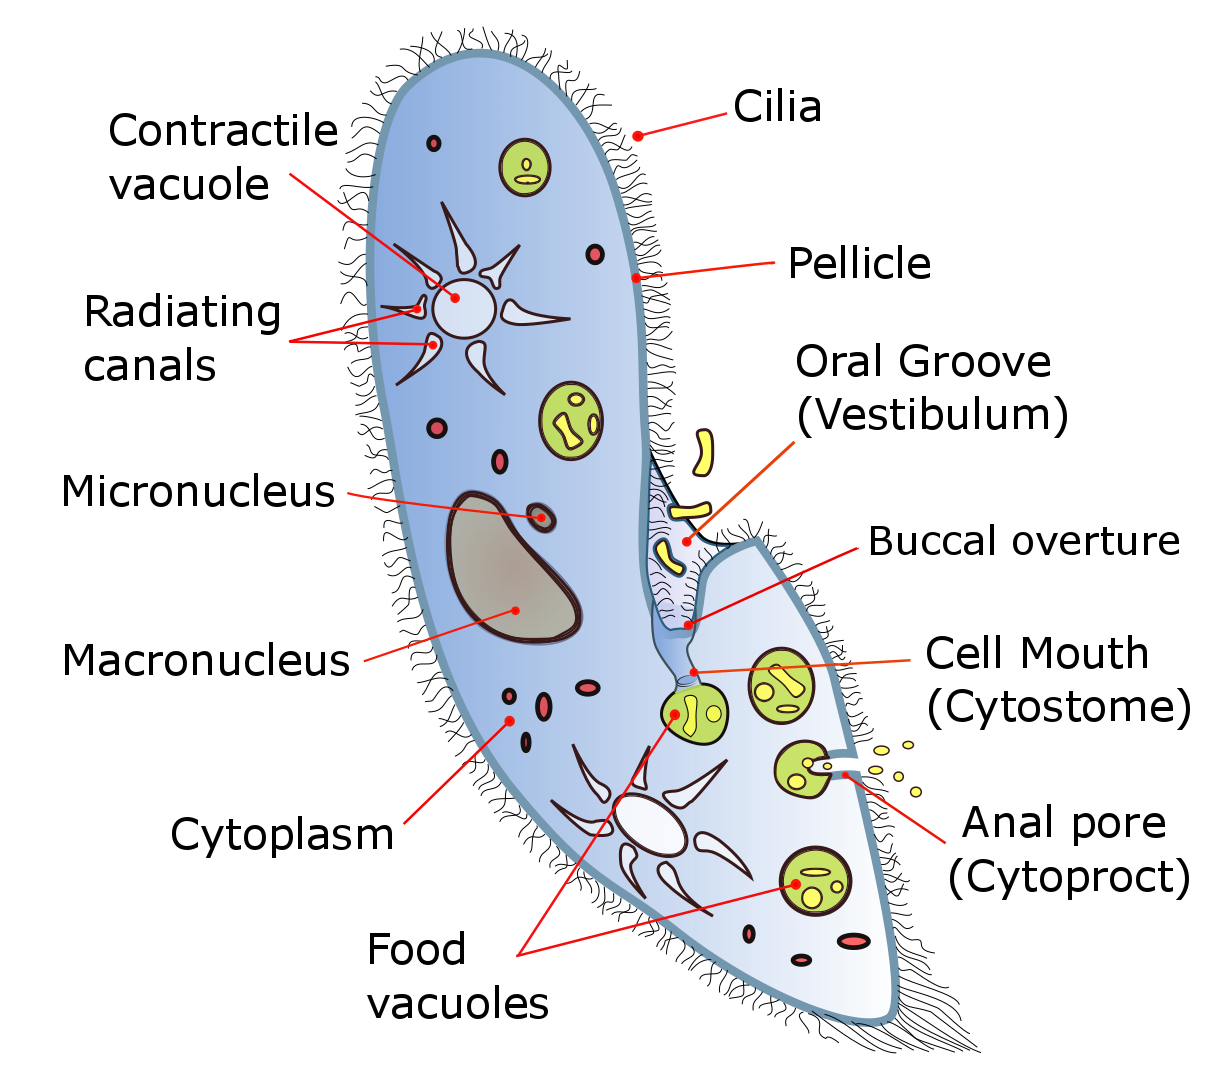 Contractile
vacuole
Radiating
canals
Micronucleus
Macronucleus
Cytoplasm
Food
vacuoles
Cilia
Pellicle
Oral Groove
(Vestibulum)
Buccal overture
Cell Mouth
(Cytostome)
Anal pore
(Cytoproct)